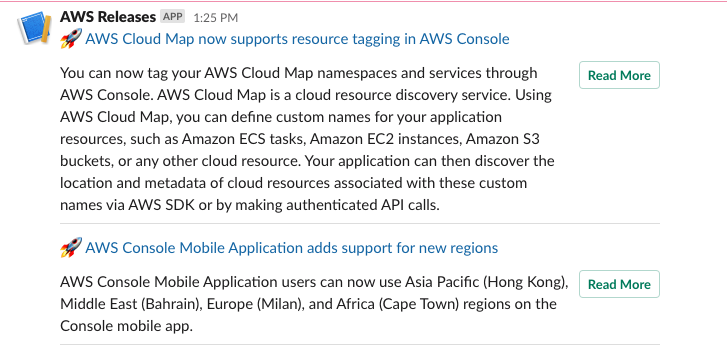 AWS Releases APP 1:25 PM
🚀 AWS Cloud Map now supports resource tagging in AWS Console
You can now tag your AWS Cloud Map namespaces and services through
Read More
AWS Console. AWS Cloud Map is a cloud resource discovery service. Using
AWS Cloud Map, you can define custom names for your application
resources, such as Amazon ECS tasks, Amazon EC2 instances, Amazon S3
buckets, or any other cloud resource. Your application can then discover the
location and metadata of cloud resources associated with these custom
names via AWS SDK or by making authenticated API calls.
🚀 AWS Console Mobile Application adds support for new regions
AWS Console Mobile Application users can now use Asia Pacific (Hong Kong),
Read More
Middle East (Bahrain), Europe (Milan), and Africa (Cape Town) regions on the
Console mobile app.